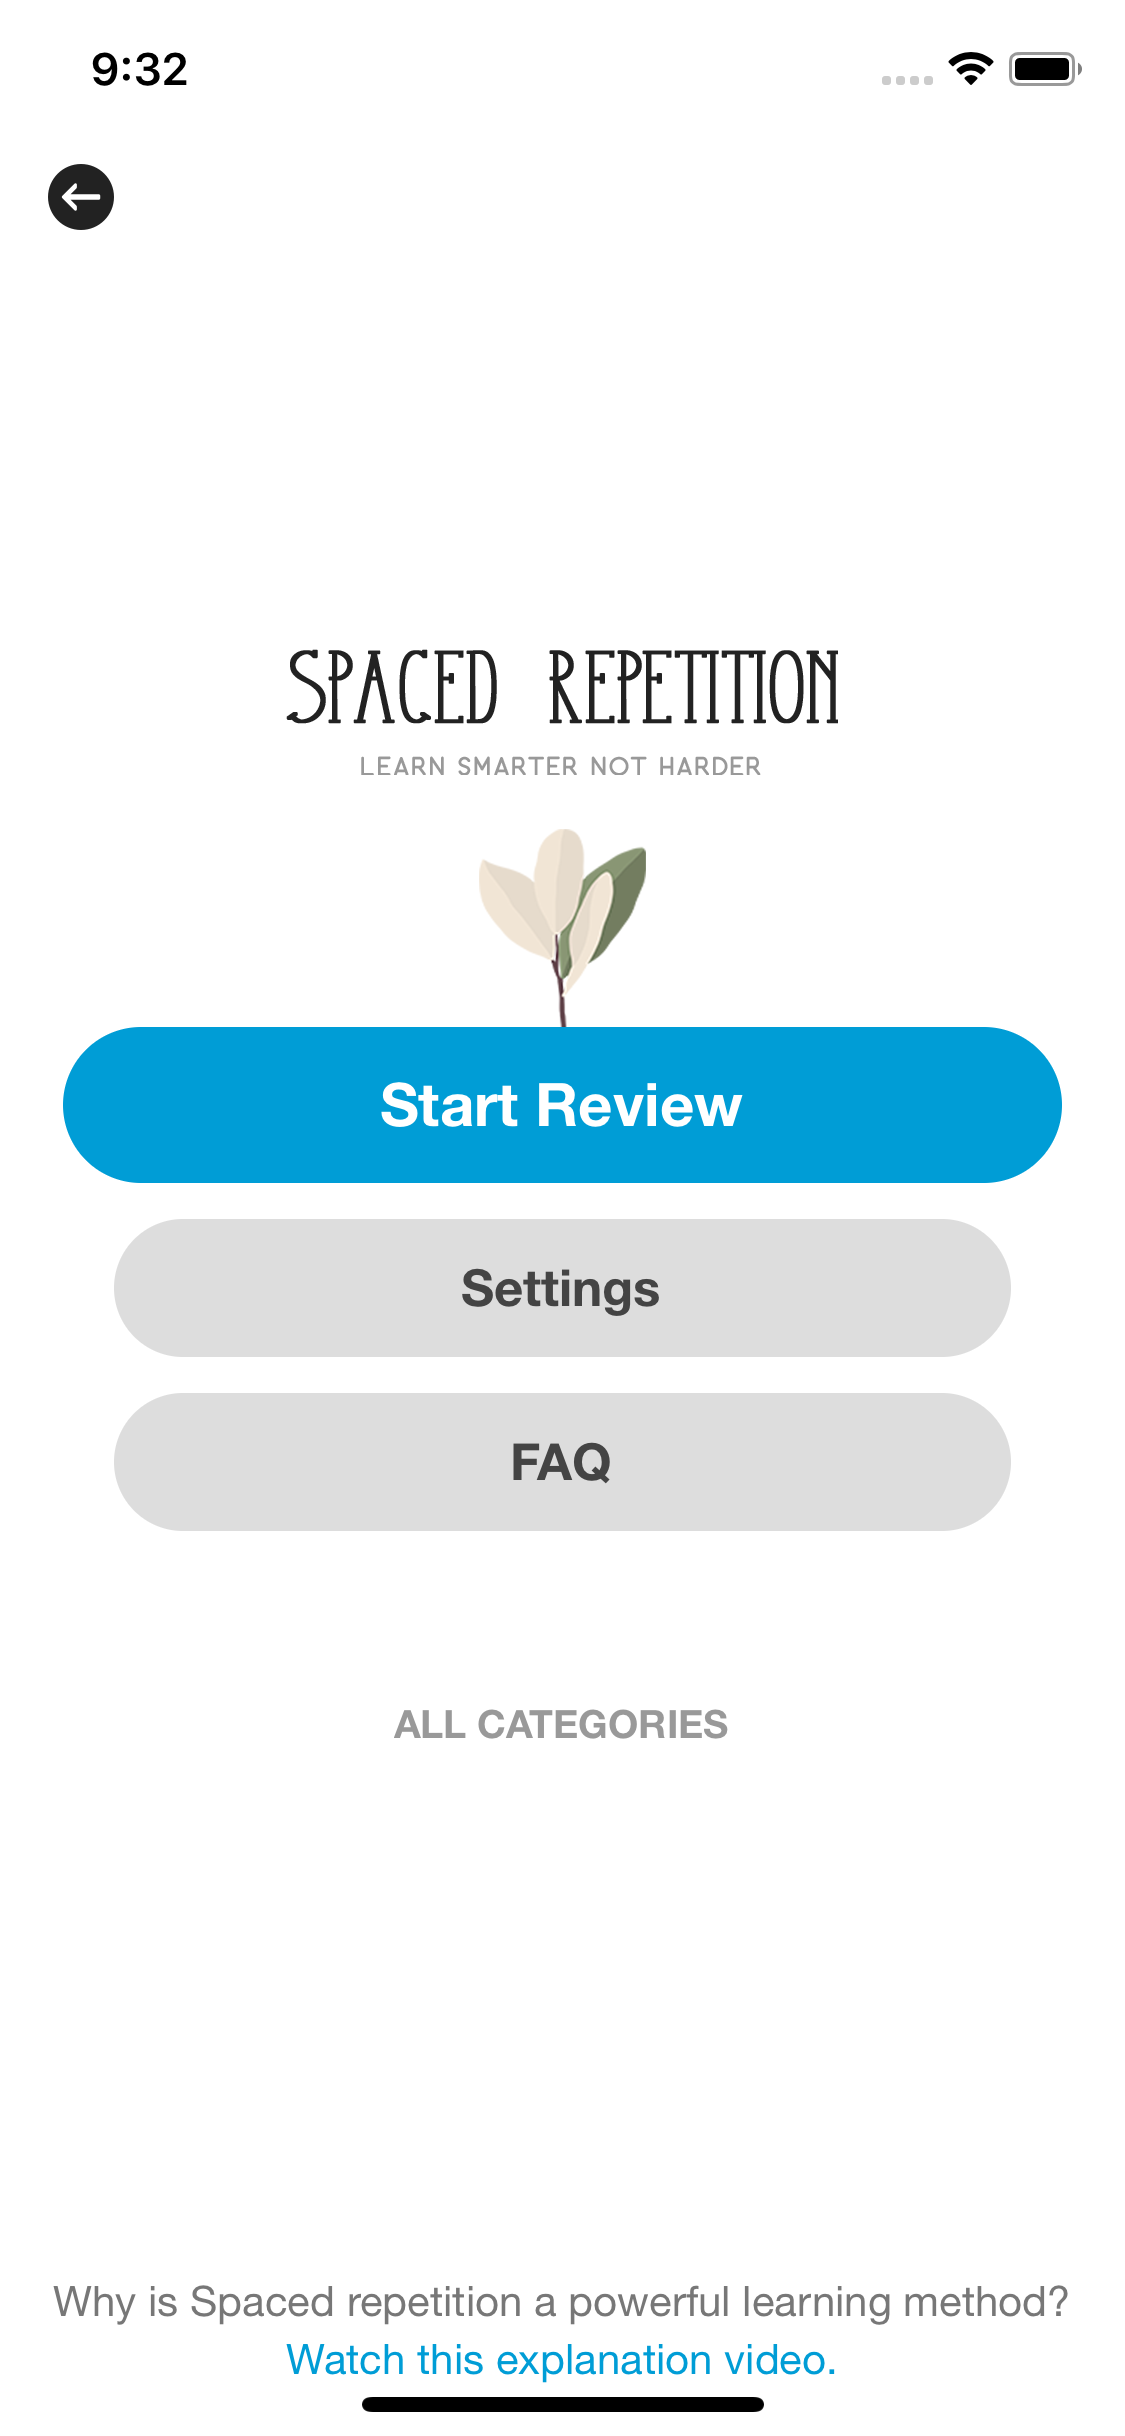 9:32
SPACED REPETITION
LEARN SMARTER NOT HARDER
Start Review
Settings
FAQ
ALL CATEGORIES
Why is Spaced repetition a powerful learning method?
Watch this explanation video.